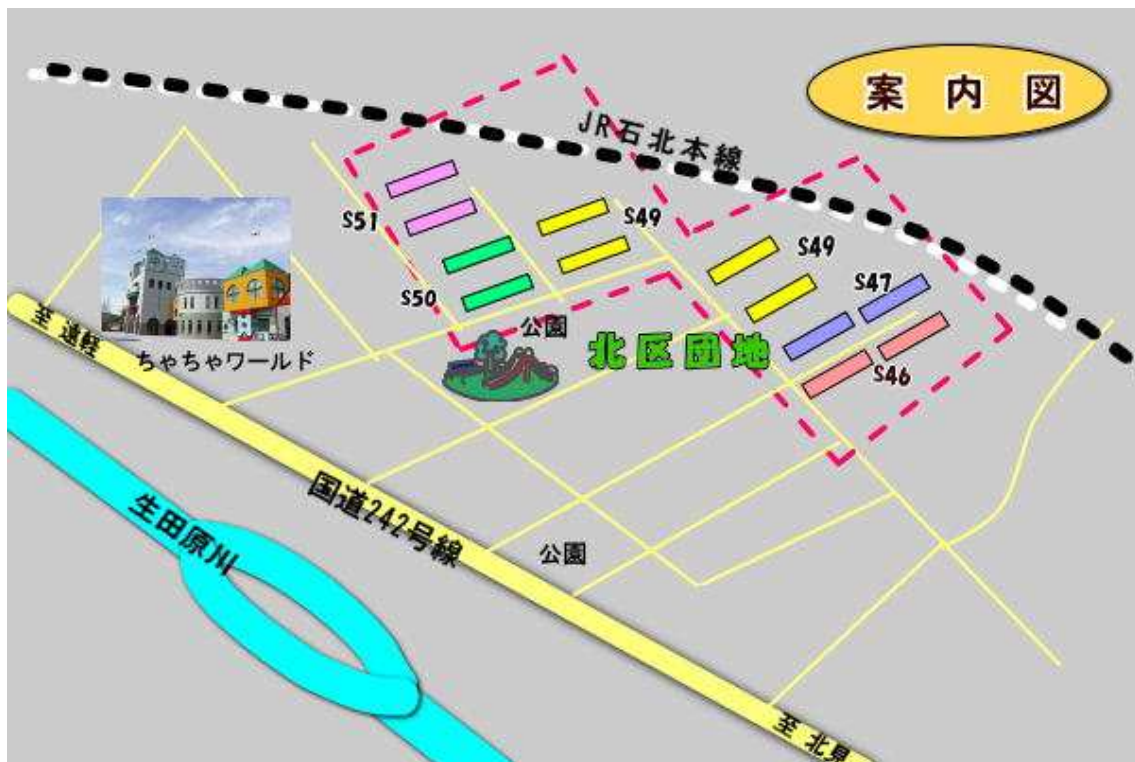 案内図
JR石北本線
S51
S49
S49
S50
S47
公園
北区団地
S46
至 遠軽
ちゃちゃワールド
国道242号線
生田原川
公園
至 北見